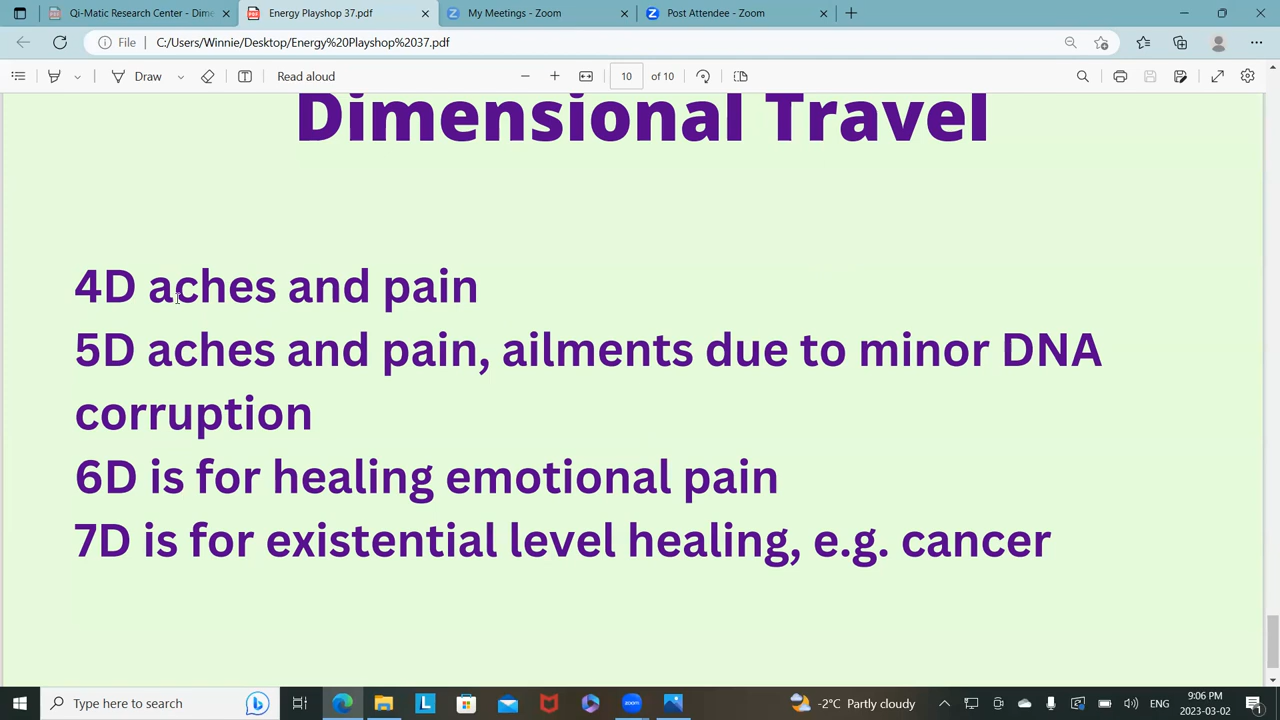 Qi-Matic Research Center - Dime
Energy Playshop 37.pdf
My Meetings - Zoom
Post Attendee - Zoom
File
C:/Users/Winnie/Desktop/Energy%20Playshop%2037.pdf
Draw
Read aloud
10
of 10
Dimensional Travel
4D aches and pain
5D aches and pain, ailments due to minor DNA
corruption
6D is for healing emotional pain
7D is for existential level healing, e.g. cancer
Type here to search
L
zoom
-2°C Partly cloudy
ENG
9:06 PM
2023-03-02
1